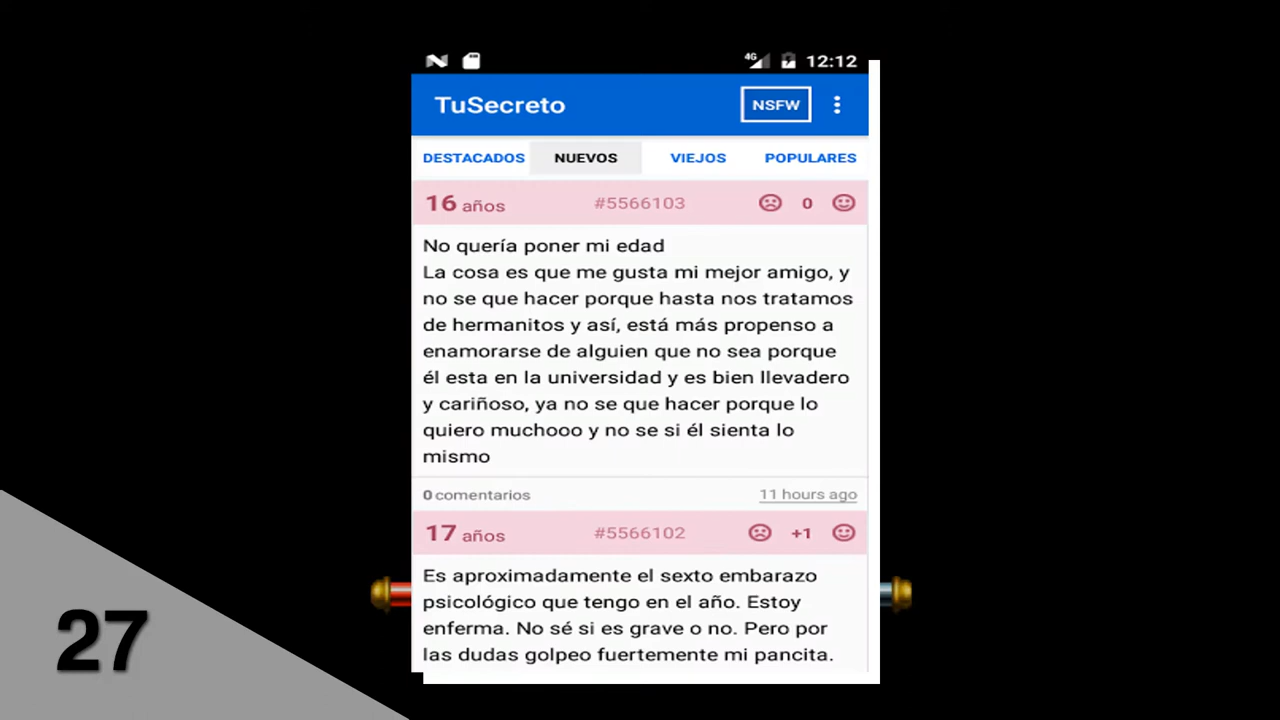 4G 12:12
TuSecreto NSFW
DESTACADOS NUEVOS VIEJOS POPULARES
16 años #5566103 0
No quería poner mi edad
La cosa es que me gusta mi mejor amigo, y
no se que hacer porque hasta nos tratamos
de hermanitos y así, está más propenso a
enamorarse de alguien que no sea porque
él esta en la universidad y es bien llevadero
y cariñoso, ya no se que hacer porque lo
quiero muchooo y no se si él sienta lo
mismo
0 comentarios 11 hours ago
17 años #5566102 +1
Es aproximadamente el sexto embarazo
psicológico que tengo en el año. Estoy
enferma. No sé si es grave o no. Pero por
las dudas golpeo fuertemente mi pancita.
27